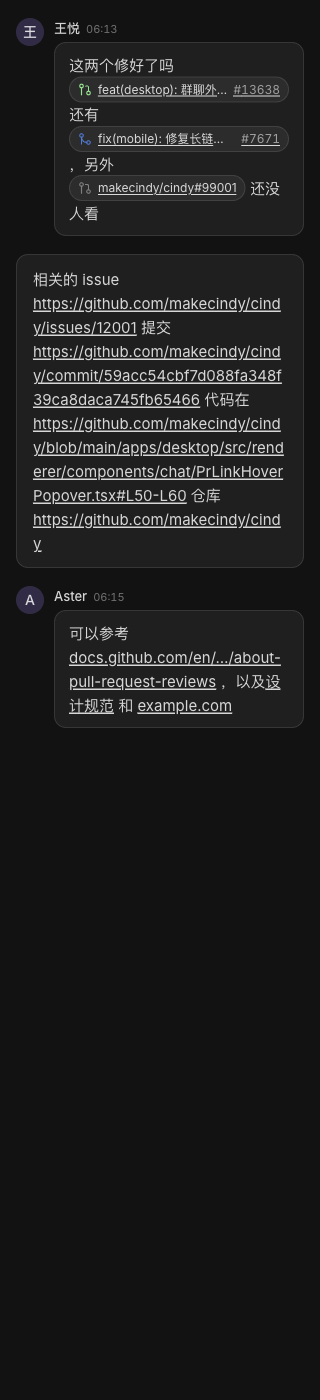 王
王悦 06:13
这两个修好了吗
feat(desktop): 群聊外... #13638
还有
fix(mobile): 修复长链... #7671
，另外
makecindy/cindy#99001 还没
人看
相关的 issue
https://github.com/makecindy/cind
y/issues/12001 提交
https://github.com/makecindy/cind
y/commit/59acc54cbf7d088fa348f
39ca8daca745fb65466 代码在
https://github.com/makecindy/cind
y/blob/main/apps/desktop/src/rend
erer/components/chat/PrLinkHover
Popover.tsx#L50-L60 仓库
https://github.com/makecindy/cind
y
A
Aster 06:15
可以参考
docs.github.com/en/.../about-
pull-request-reviews ，以及设
计规范 和 example.com